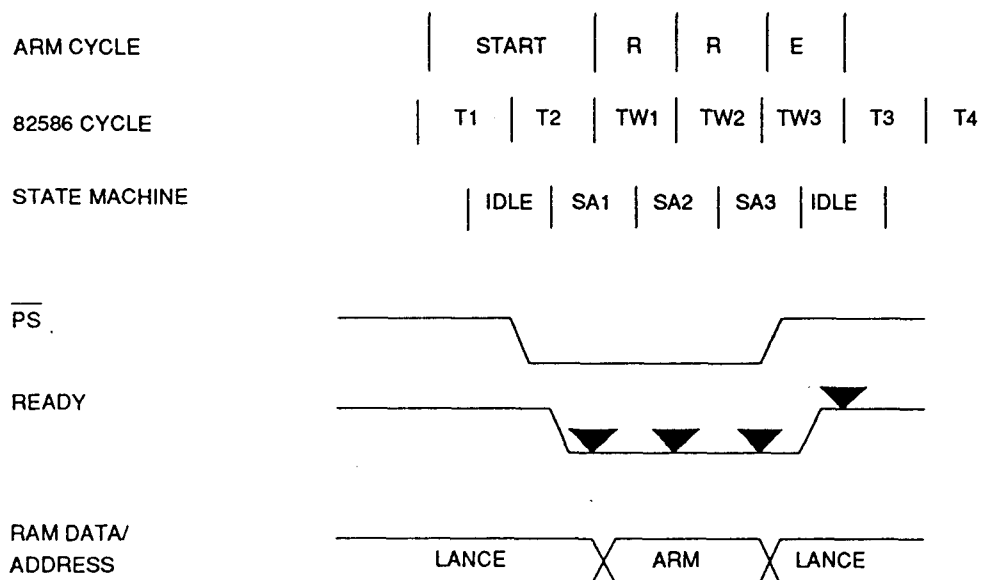 ARM CYCLE START R R E
82586 CYCLE T1 T2 TW1 TW2 TW3 T3 T4
STATE MACHINE IDLE SA1 SA2 SA3 IDLE
PS
READY
RAM DATA/
ADDRESS LANCE ARM LANCE